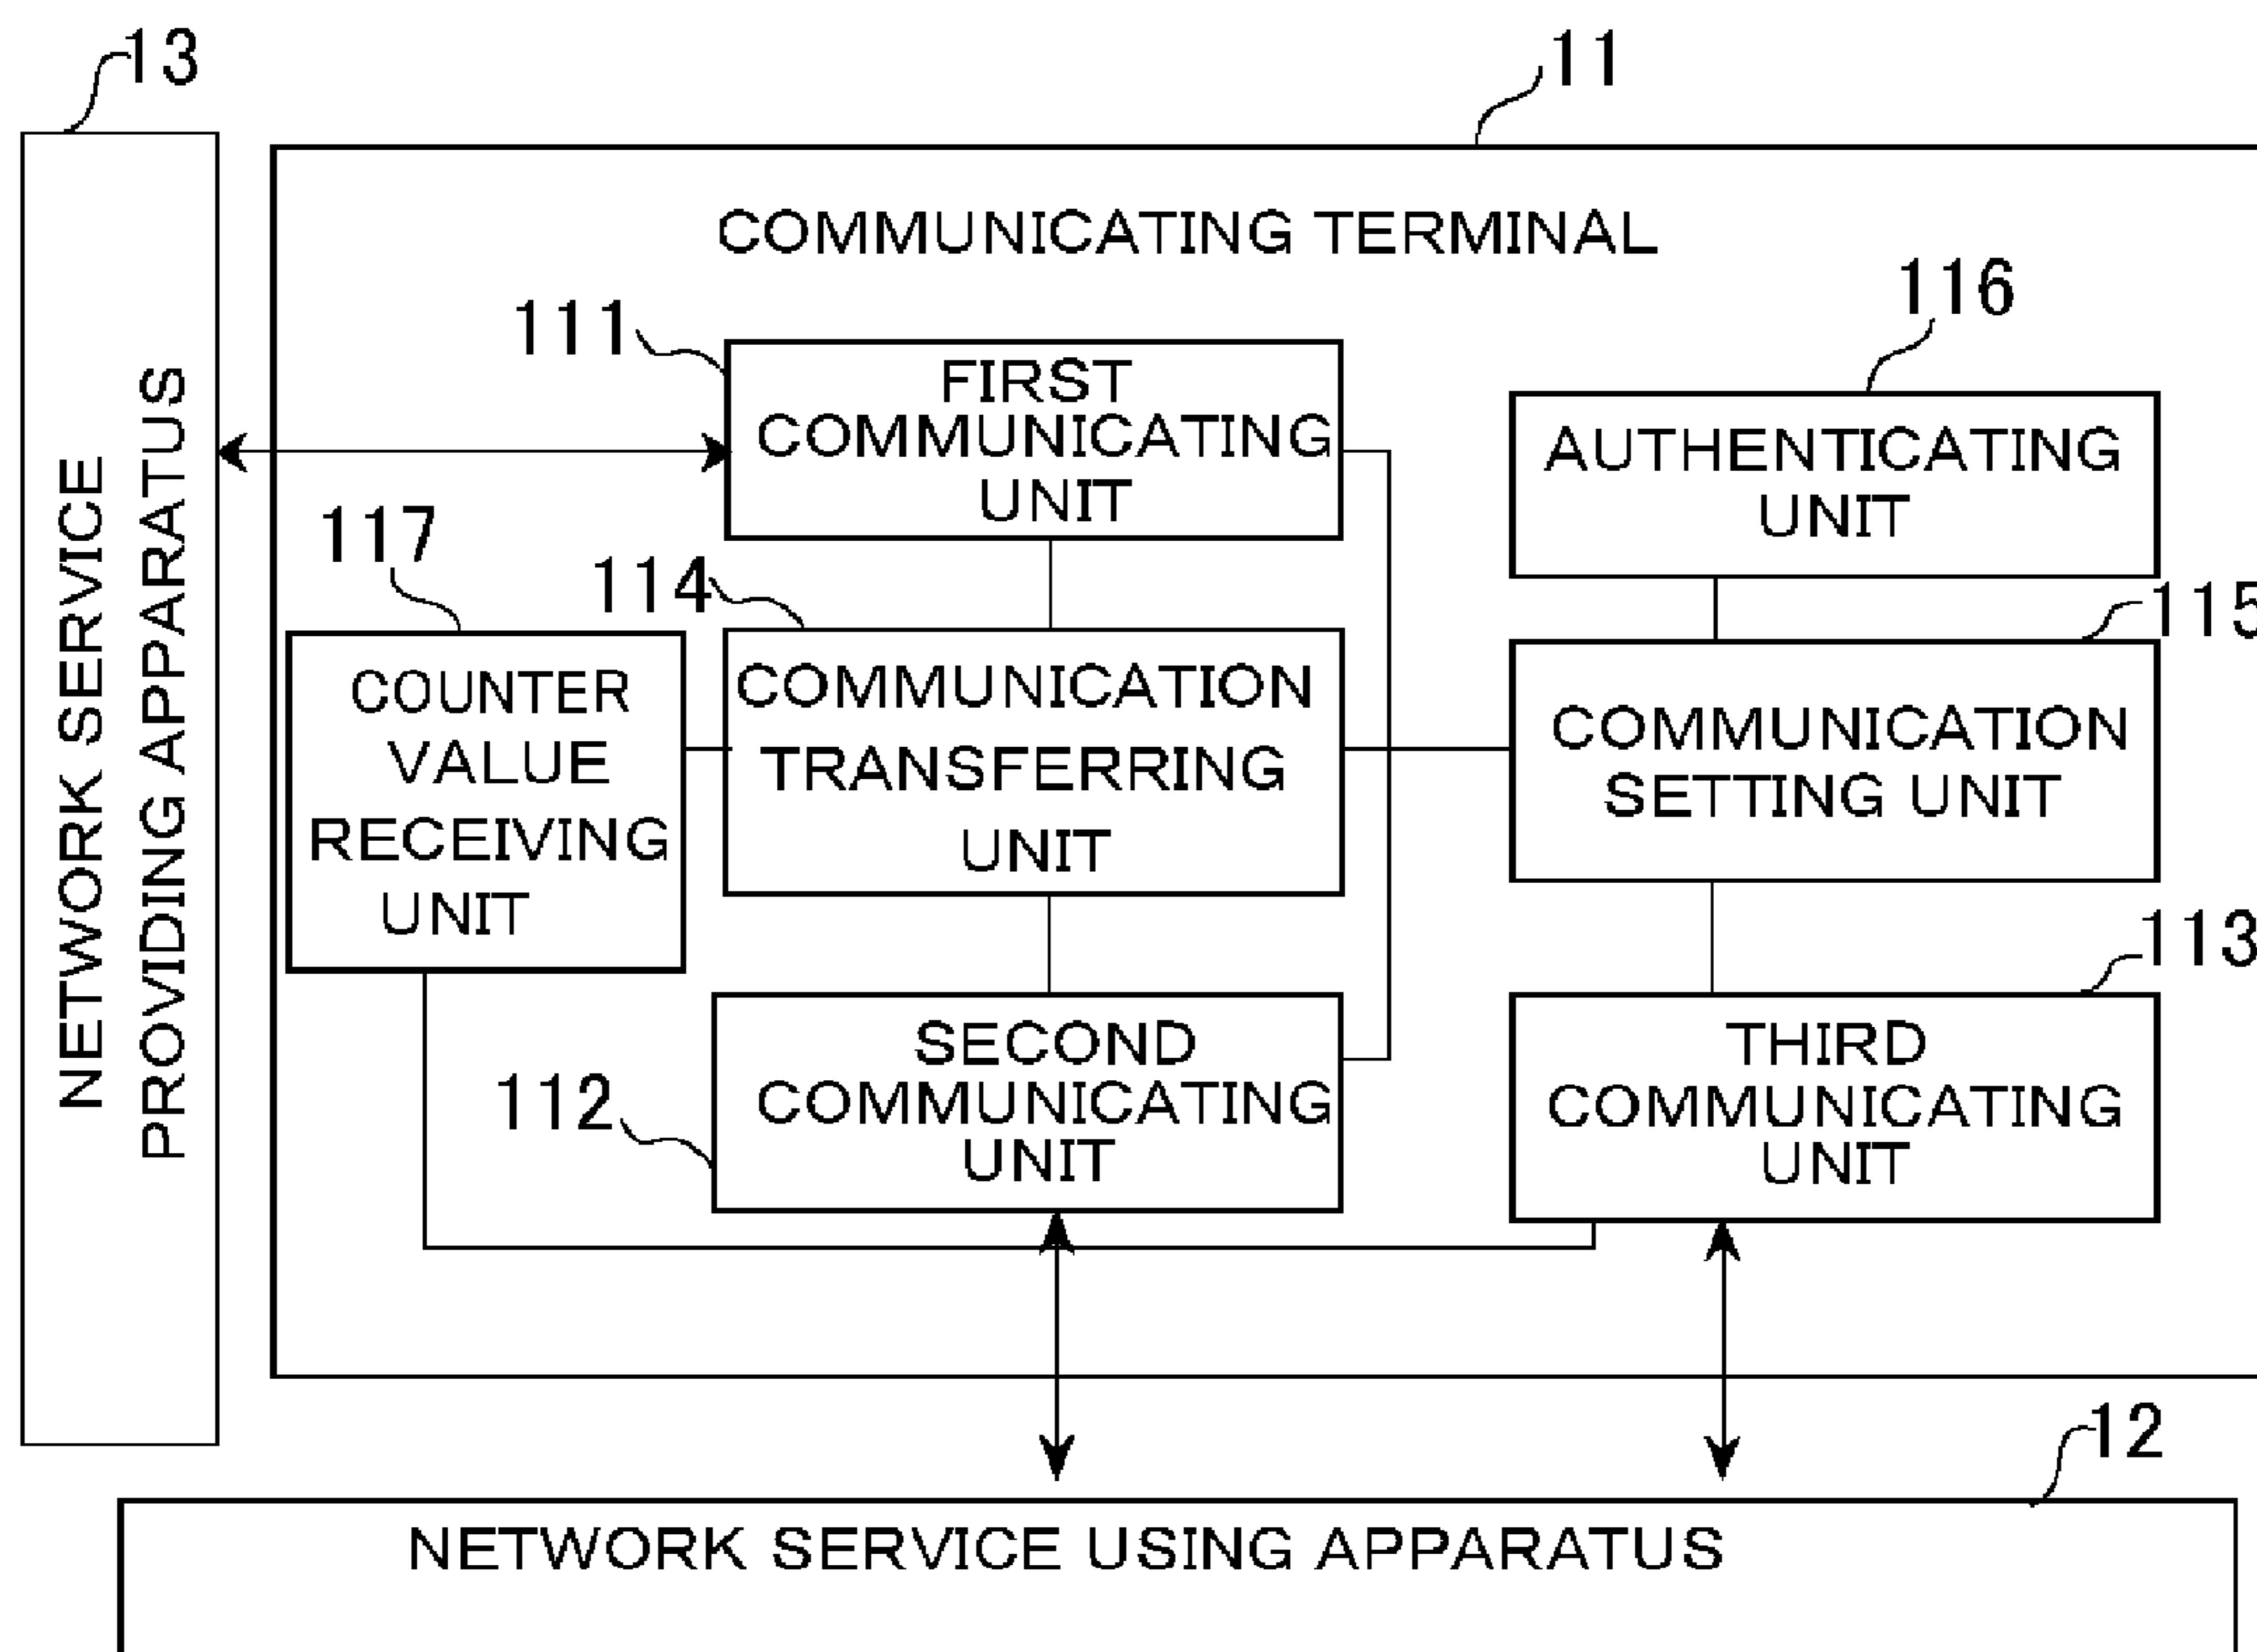 13
11
COMMUNICATING TERMINAL
116
111
FIRST
COMMUNICATING
UNIT
AUTHENTICATING
UNIT
NETWORK SERVICE
PROVIDING APPARATUS
117
114
115
COUNTER
VALUE
RECEIVING
UNIT
COMMUNICATION
TRANSFERRING
UNIT
COMMUNICATION
SETTING UNIT
113
112
SECOND
COMMUNICATING
UNIT
THIRD
COMMUNICATING
UNIT
12
NETWORK SERVICE USING APPARATUS